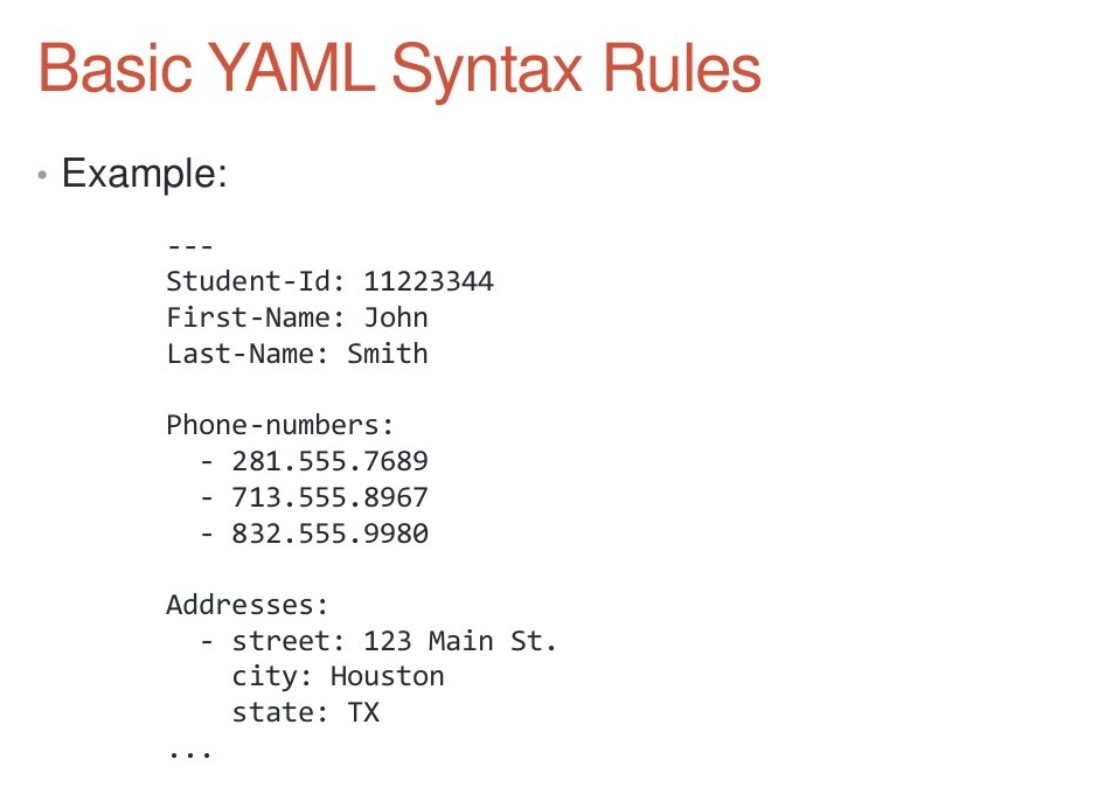 Basic YAML Syntax Rules
• Example:
---
Student-Id: 11223344
First-Name: John
Last-Name: Smith
Phone-numbers:
  - 281.555.7689
  - 713.555.8967
  - 832.555.9980
Addresses:
  - street: 123 Main St.
    city: Houston
    state: TX
...